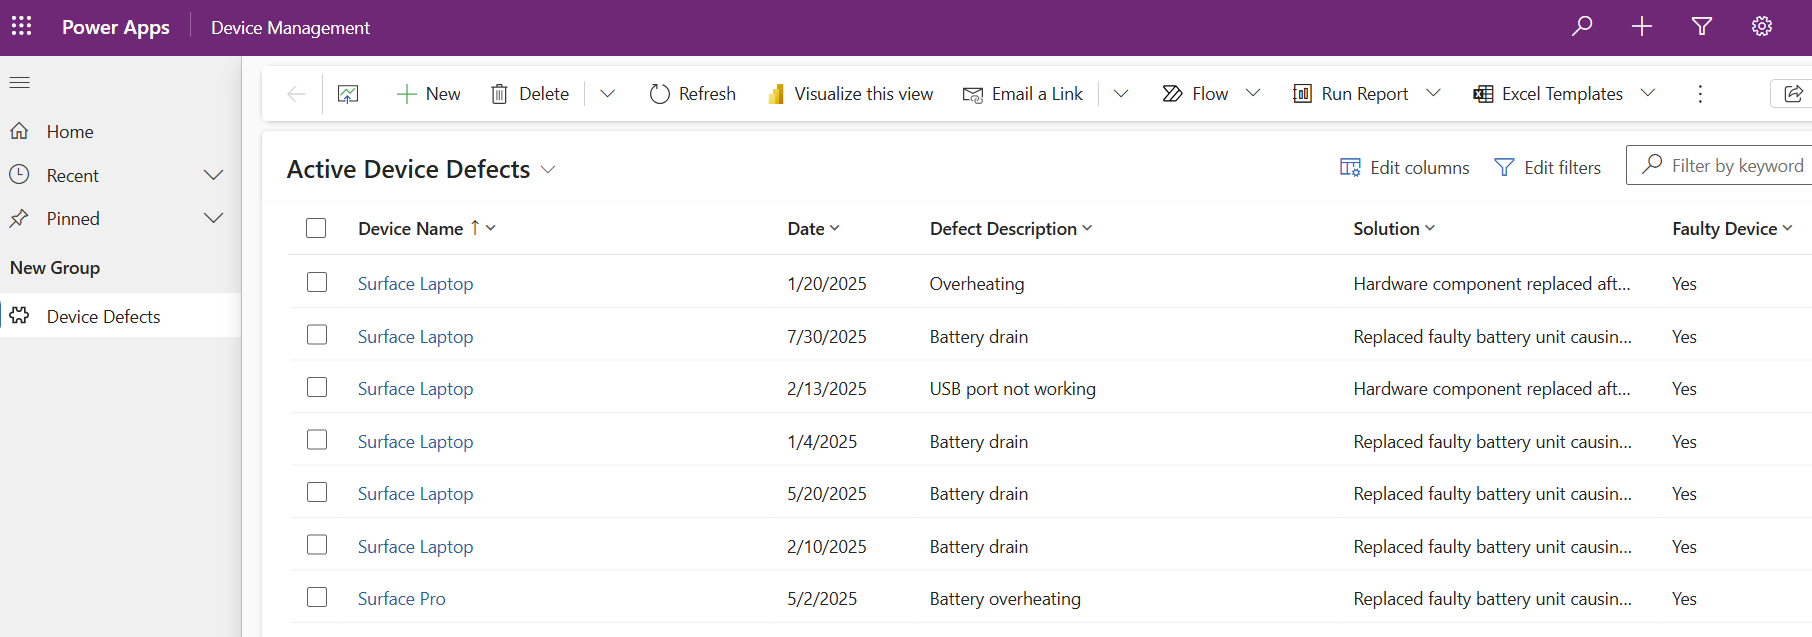 Power Apps Device Management
New Delete Refresh Visualize this view Email a Link Flow Run Report Excel Templates
Home
Recent
Pinned
New Group
Device Defects
Active Device Defects Edit columns Edit filters Filter by keyword
Device Name Date Defect Description Solution Faulty Device
Surface Laptop 1/20/2025 Overheating Hardware component replaced aft... Yes
Surface Laptop 7/30/2025 Battery drain Replaced faulty battery unit causin... Yes
Surface Laptop 2/13/2025 USB port not working Hardware component replaced aft... Yes
Surface Laptop 1/4/2025 Battery drain Replaced faulty battery unit causin... Yes
Surface Laptop 5/20/2025 Battery drain Replaced faulty battery unit causin... Yes
Surface Laptop 2/10/2025 Battery drain Replaced faulty battery unit causin... Yes
Surface Pro 5/2/2025 Battery overheating Replaced faulty battery unit causin... Yes